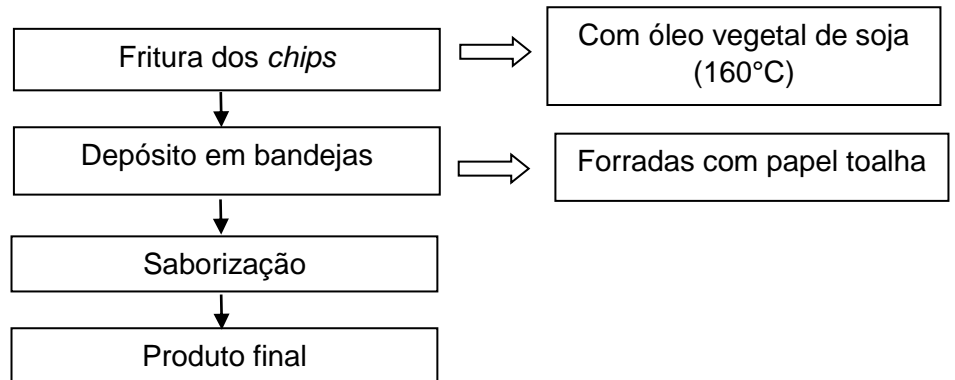 Fritura dos chips
Com óleo vegetal de soja
(160°C)
Depósito em bandejas
Forradas com papel toalha
Saborização
Produto final